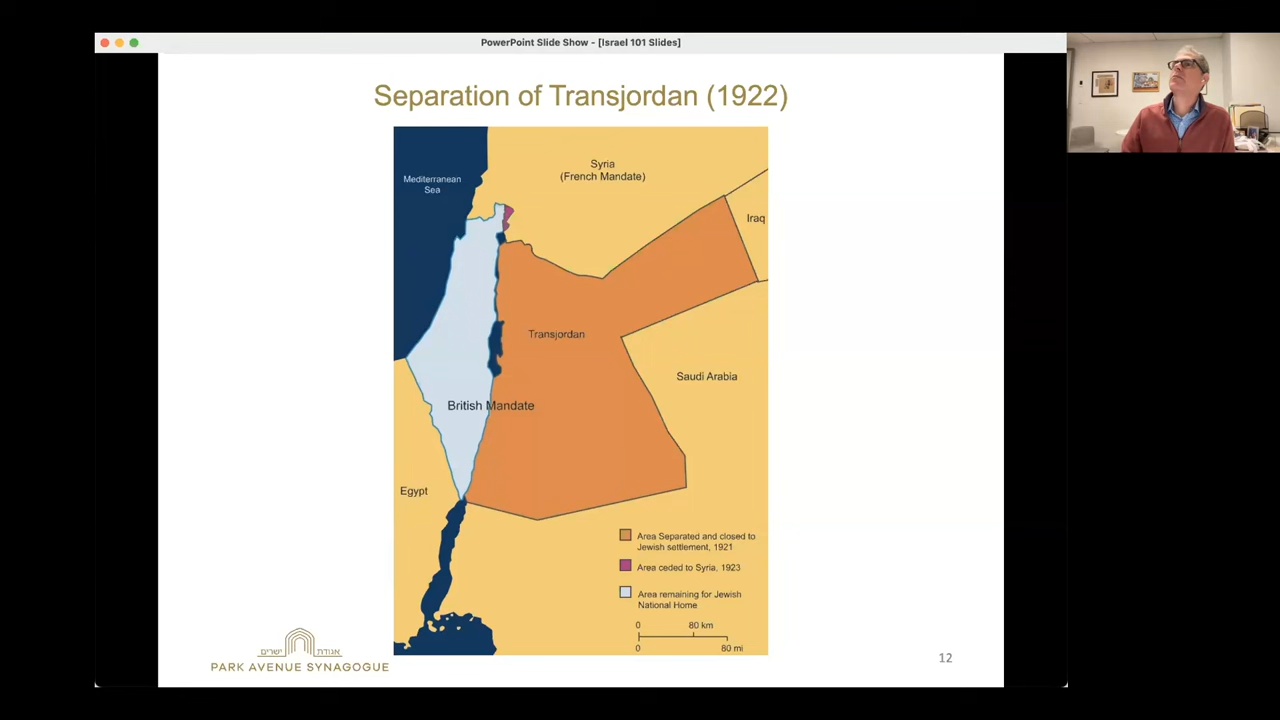 PowerPoint Slide Show - [Israel 101 Slides]
Separation of Transjordan (1922)
Mediterranean
Sea
Syria
(French Mandate)
Iraq
Transjordan
Saudi Arabia
British Mandate
Egypt
Area Separated and closed to
Jewish settlement, 1921
Area ceded to Syria, 1923
Area remaining for Jewish
National Home
0 80 km
0 80 mi
אגודת ישרים
PARK AVENUE SYNAGOGUE
12